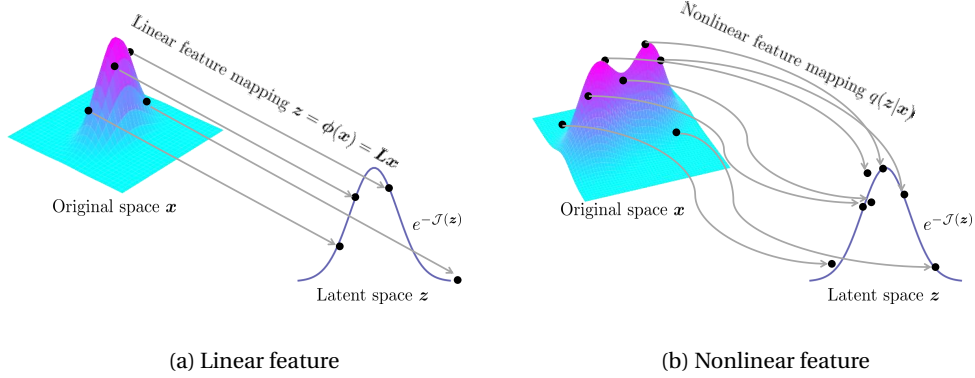 Linear feature mapping z = ϕ(x) = Lx
Original space x
e^{−𝒥(z)}
Latent space z
(a) Linear feature
Nonlinear feature mapping q(z|x)
Original space x
e^{−𝒥(z)}
Latent space z
(b) Nonlinear feature